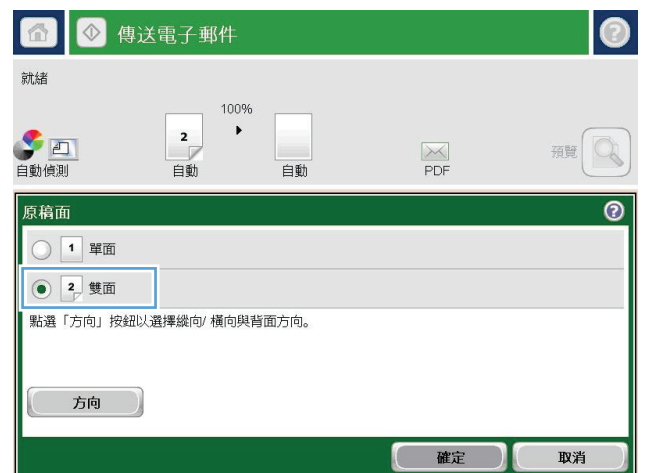 傳送電子郵件
就緒
100%
2
自動偵測
自動
自動
PDF
預覽
原稿面
1 單面
2 雙面
點選「方向」按鈕以選擇縱向/ 橫向與背面方向。
方向
確定
取消